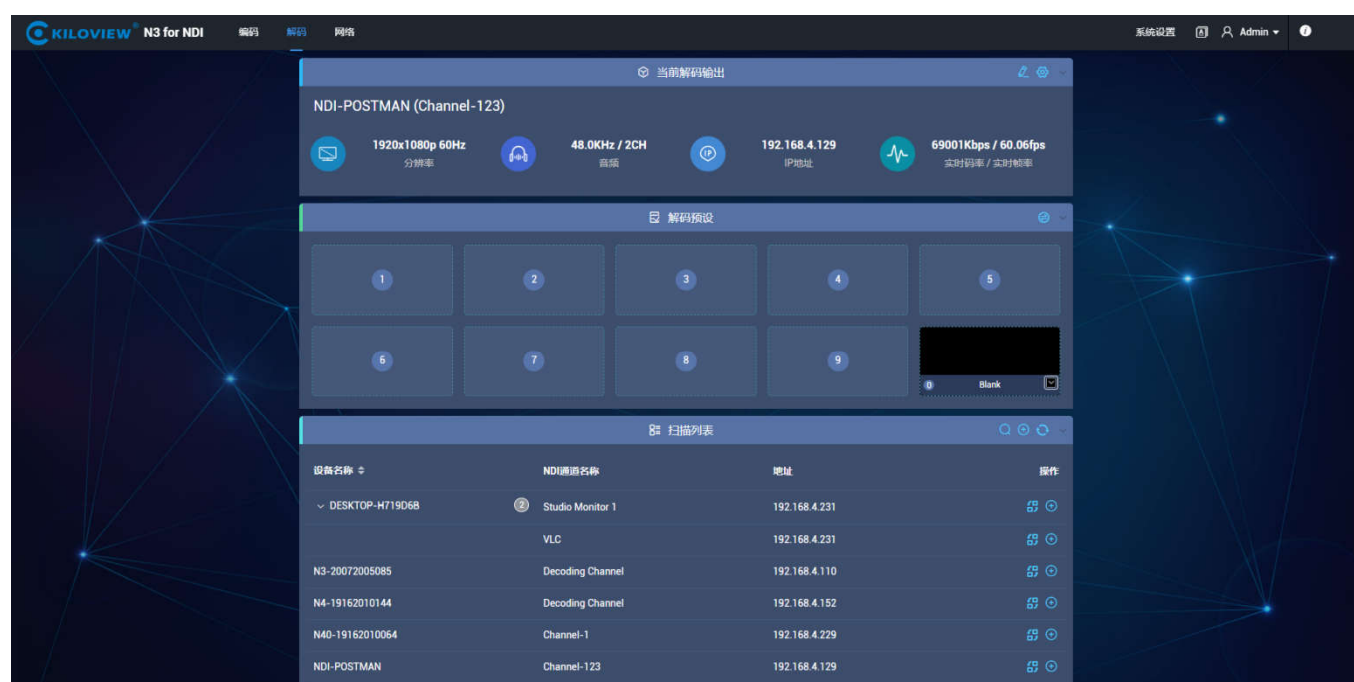 KILOVIEW® N3 for NDI 编码 解码 网络 系统设置 A Admin i
当前解码输出
NDI-POSTMAN (Channel-123)
1920x1080p 60Hz 48.0KHz / 2CH IP 192.168.4.129 69001Kbps / 60.06fps
分辨率 音频 IP地址 实时码率 / 实时帧率
解码预设
1 2 3 4 5
6 7 8 9
0 Blank
扫描列表
设备名称 NDI通道名称 地址 操作
DESKTOP-H719D6B 2 Studio Monitor 1 192.168.4.231
VLC 192.168.4.231
N3-20072005085 Decoding Channel 192.168.4.110
N4-19162010144 Decoding Channel 192.168.4.152
N40-19162010064 Channel-1 192.168.4.229
NDI-POSTMAN Channel-123 192.168.4.129